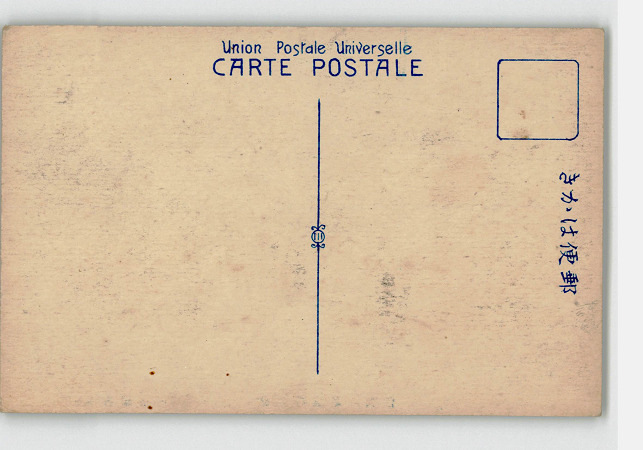 Union Postale Universelle
CARTE POSTALE
郵便はかき